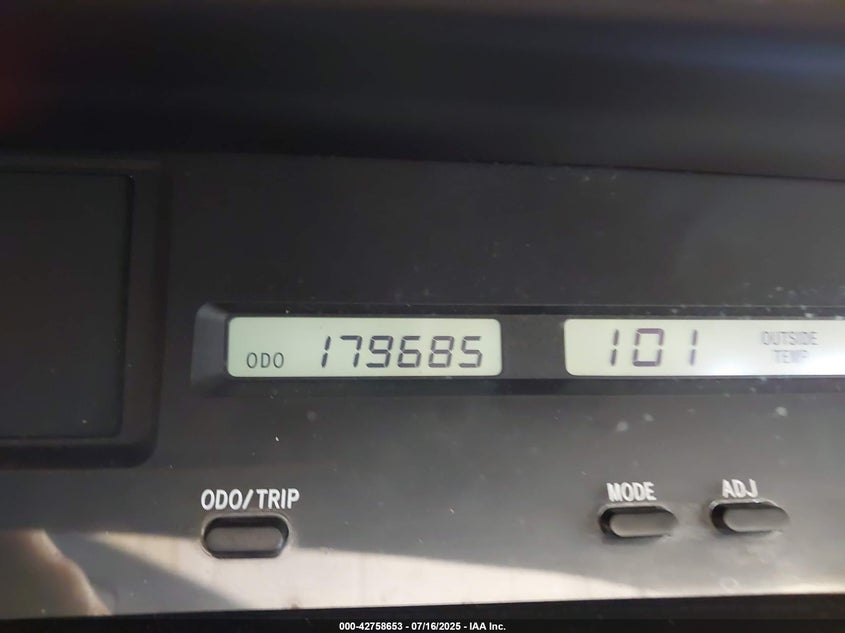 ODO 179685
101 OUTSIDE
TEMP
ODO/TRIP
MODE
ADJ
000-42758653 - 07/16/2025 - IAA Inc.